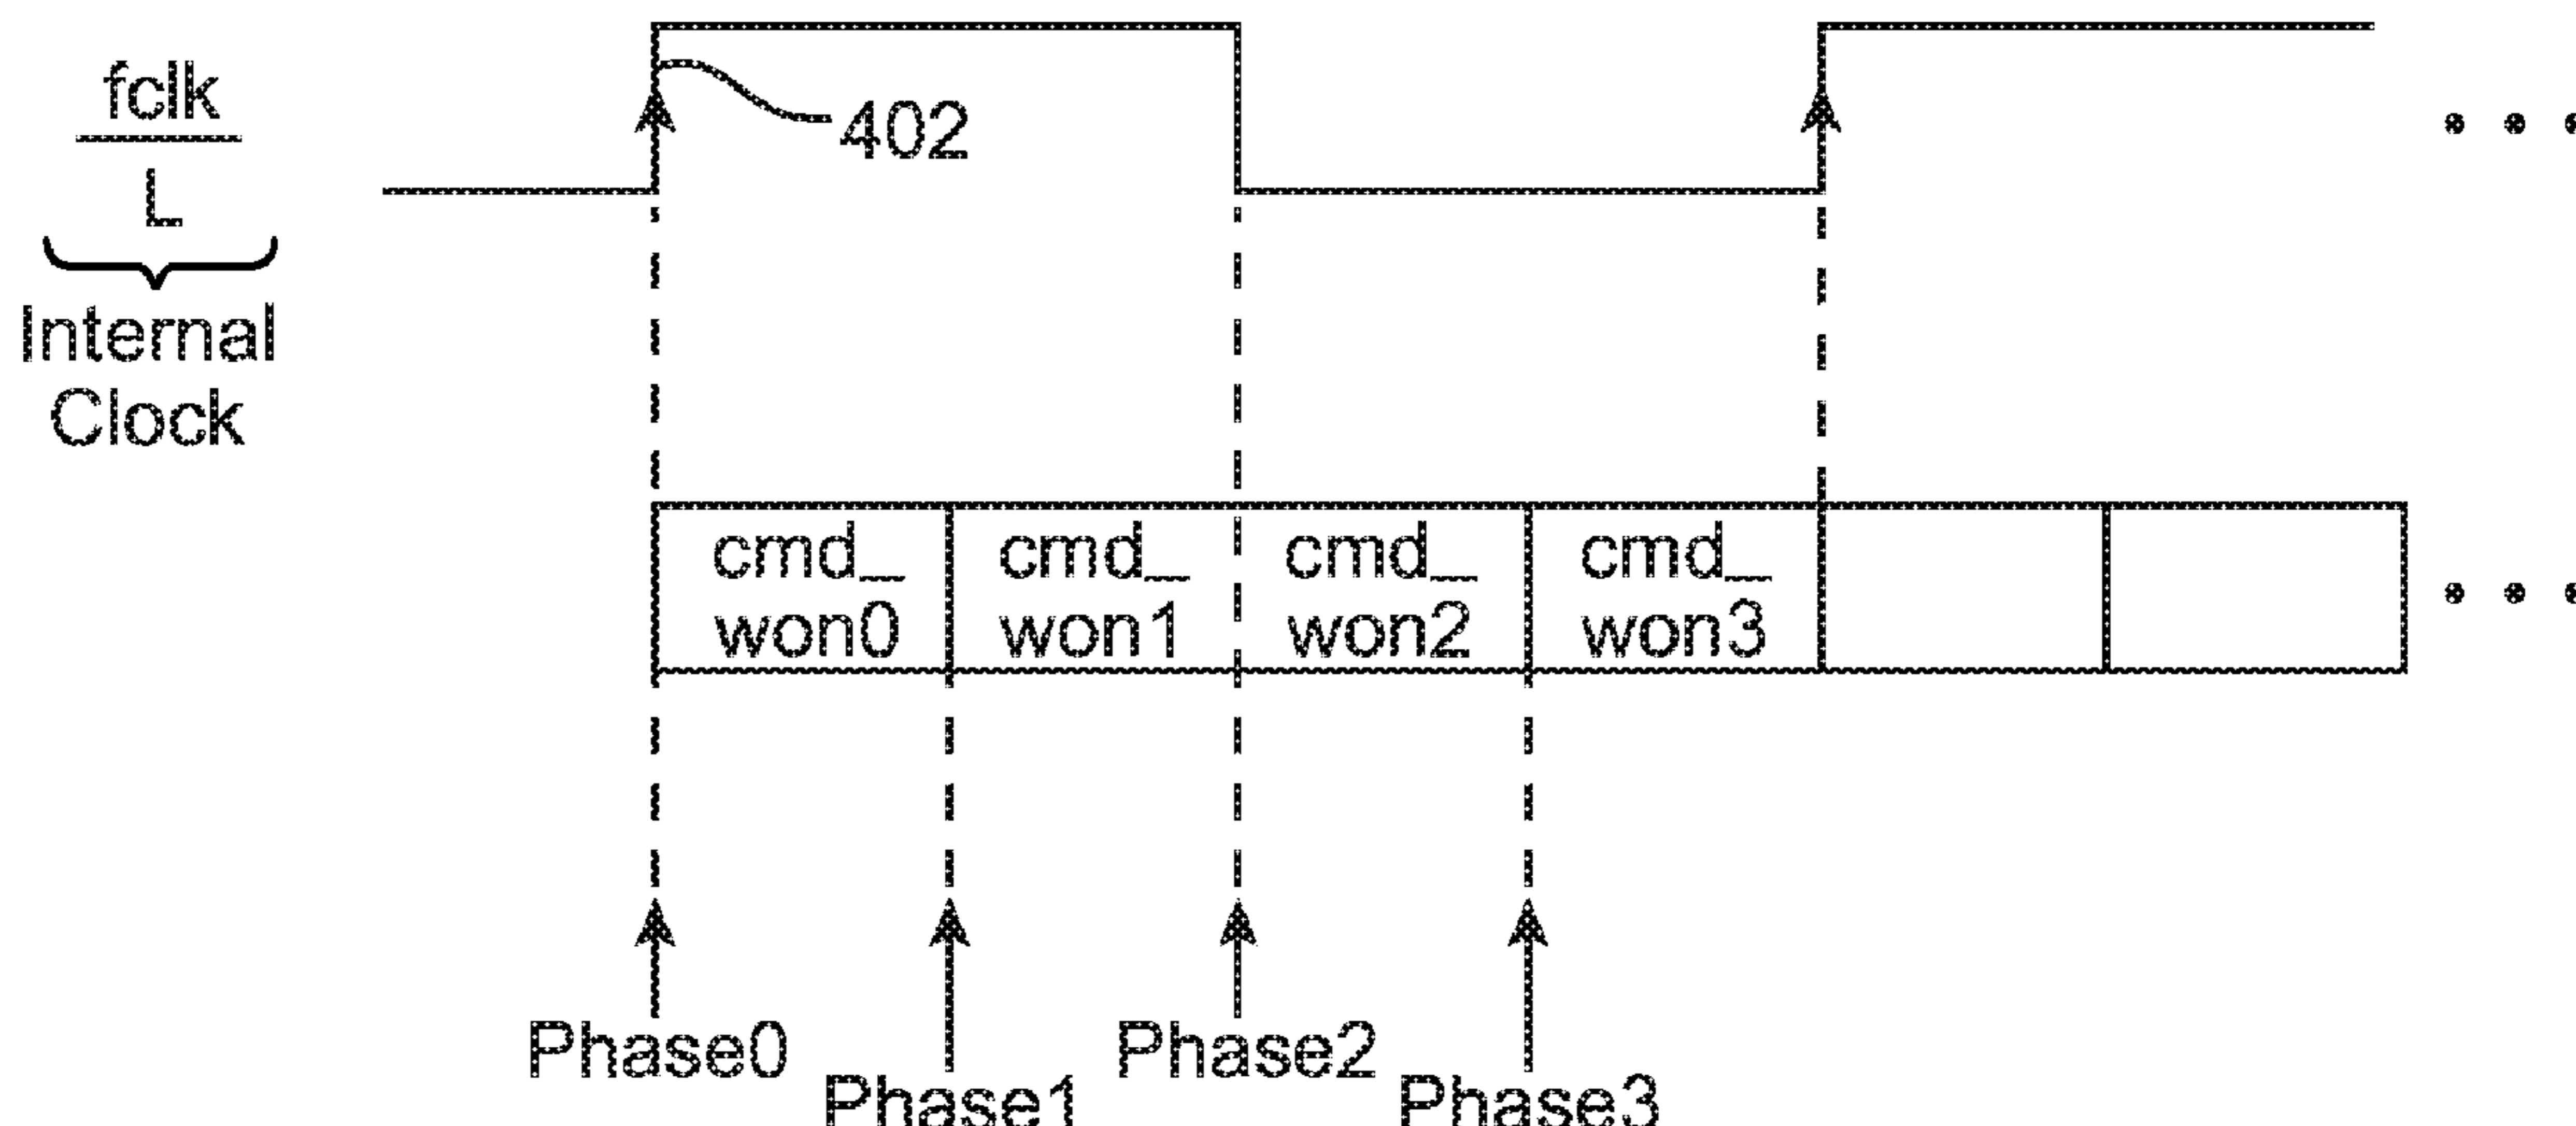 fclk
L
Internal
Clock
402
cmd_
won0
cmd_
won1
cmd_
won2
cmd_
won3
Phase0
Phase1
Phase2
Phase3